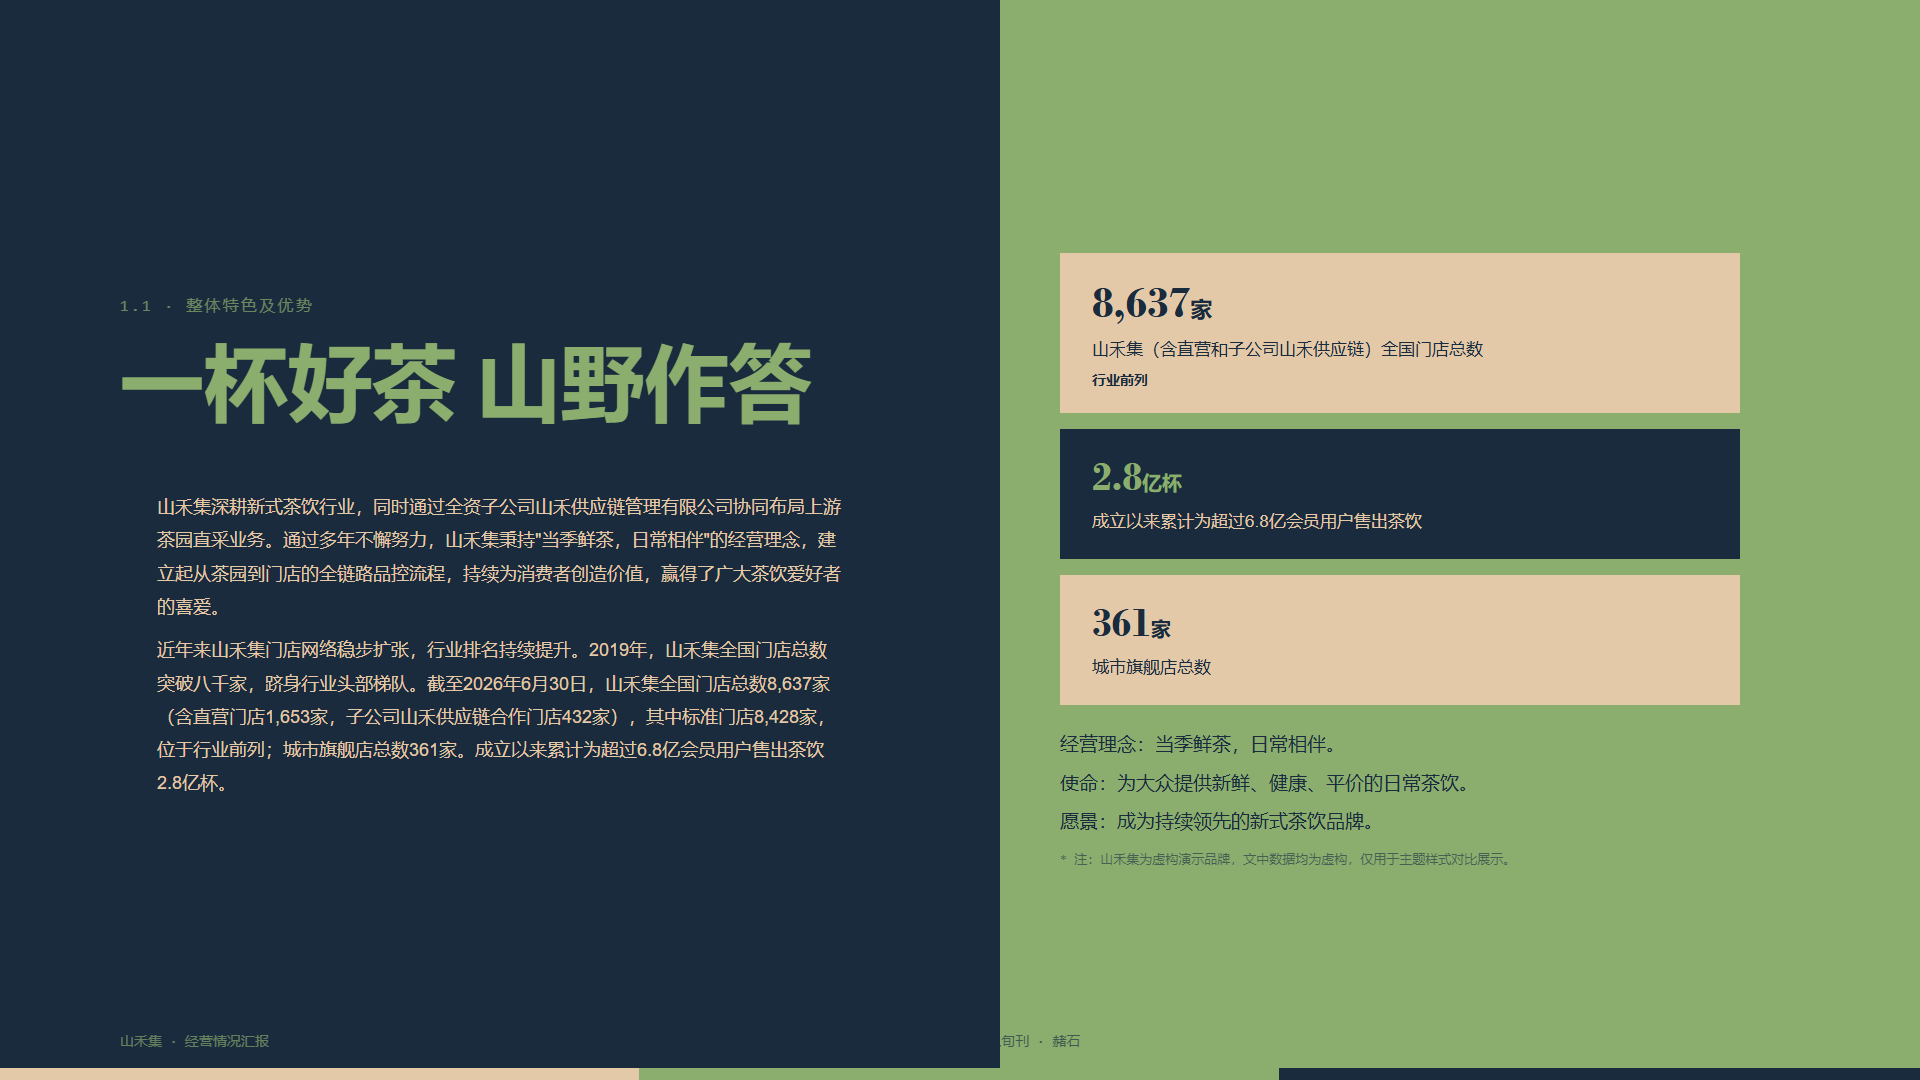 1.1 · 整体特色及优势
一杯好茶 山野作答
山禾集深耕新式茶饮行业，同时通过全资子公司山禾供应链管理有限公司协同布局上游
茶园直采业务。通过多年不懈努力，山禾集秉持"当季鲜茶，日常相伴"的经营理念，建
立起从茶园到门店的全链路品控流程，持续为消费者创造价值，赢得了广大茶饮爱好者
的喜爱。
近年来山禾集门店网络稳步扩张，行业排名持续提升。2019年，山禾集全国门店总数
突破八千家，跻身行业头部梯队。截至2026年6月30日，山禾集全国门店总数8,637家
（含直营门店1,653家，子公司山禾供应链合作门店432家），其中标准门店8,428家，
位于行业前列；城市旗舰店总数361家。成立以来累计为超过6.8亿会员用户售出茶饮
2.8亿杯。
8,637家
山禾集（含直营和子公司山禾供应链）全国门店总数
行业前列
2.8亿杯
成立以来累计为超过6.8亿会员用户售出茶饮
361家
城市旗舰店总数
经营理念：当季鲜茶，日常相伴。
使命：为大众提供新鲜、健康、平价的日常茶饮。
愿景：成为持续领先的新式茶饮品牌。
* 注：山禾集为虚构演示品牌，文中数据均为虚构，仅用于主题样式对比展示。
山禾集 · 经营情况汇报
旬刊 · 赭石